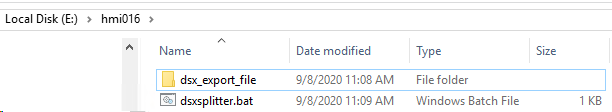 Local Disk (E:) > hmi016
Name Date modified Type Size
dsx_export_file 9/8/2020 11:08 AM File folder
dsxsplitter.bat 9/8/2020 11:09 AM Windows Batch File 1 KB